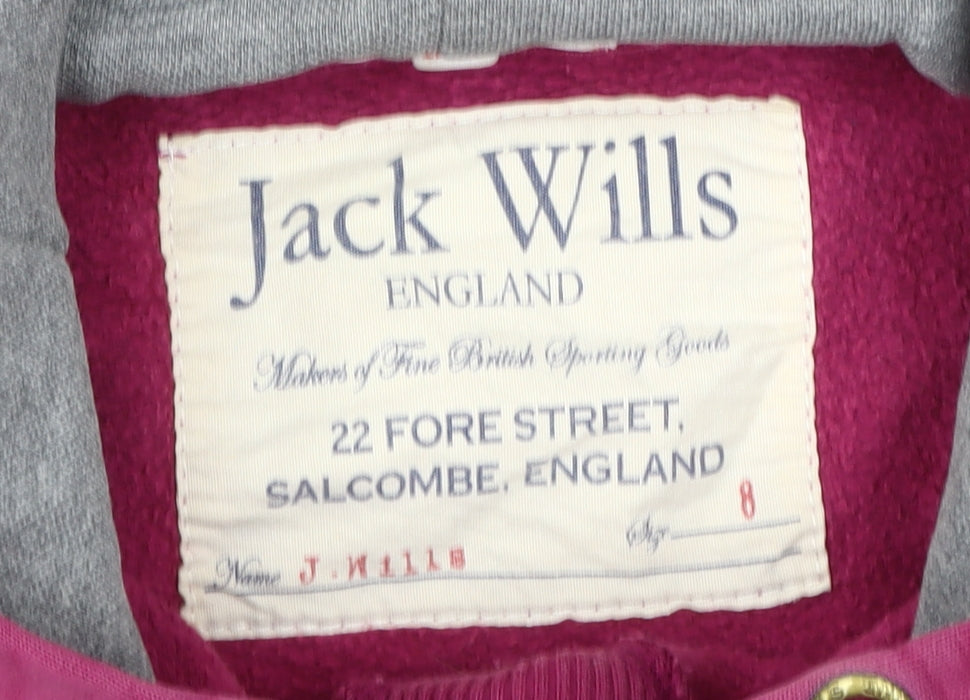 Jack Wills
ENGLAND
Makers of Fine British Sporting Goods
22 FORE STREET,
SALCOMBE, ENGLAND
Size 8
Name J.Wills